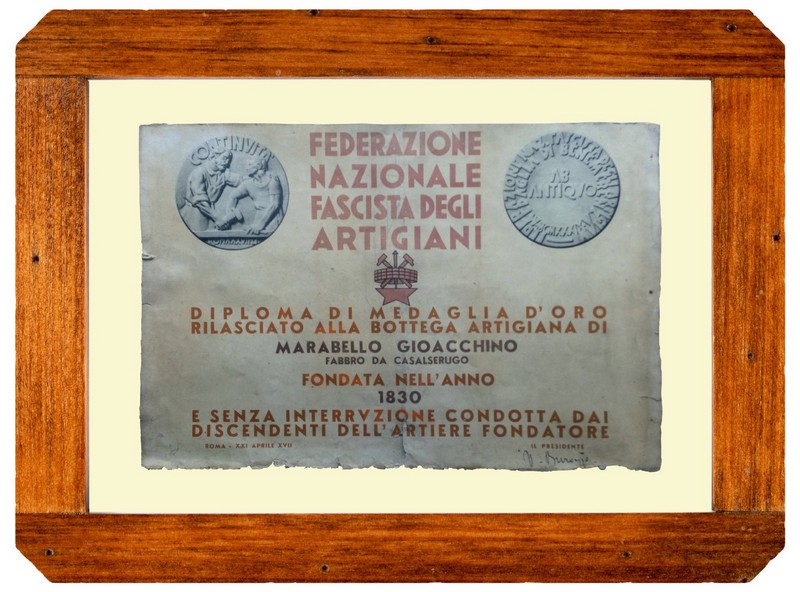 CONTINVITÀ
AB
ANTIQVO
FEDERAZIONE
NAZIONALE
FASCISTA DEGLI
ARTIGIANI
DIPLOMA DI MEDAGLIA D'ORO
RILASCIATO ALLA BOTTEGA ARTIGIANA DI
MARABELLO GIOACCHINO
FABBRO DA CASALSERUGO
FONDATA NELL'ANNO
1830
E SENZA INTERRVZIONE CONDOTTA DAI
DISCENDENTI DELL'ARTIERE FONDATORE
ROMA - XXI APRILE XVII
IL PRESIDENTE